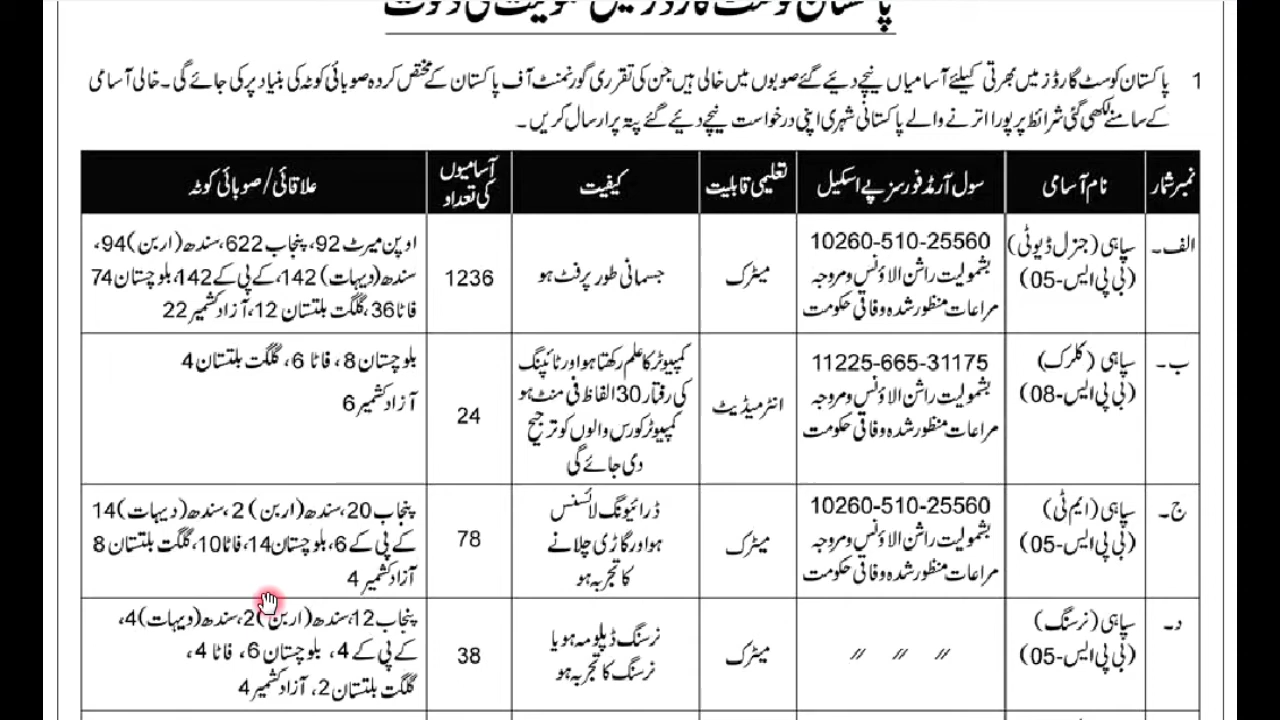 پاکستان کوسٹ گارڈز میں شمولیت کی دعوت
1 پاکستان کوسٹ گارڈز میں بھرتی کیلئے آسامیاں نیچے دیئے گئے صوبوں میں خالی ہیں جن کی تقرری گورنمنٹ آف پاکستان کے مختص کردہ صوبائی کوٹہ کی بنیاد پر کی جائے گی۔ خالی آسامی
کے سامنے لکھی گئی شرائط پر پورا اترنے والے پاکستانی شہری اپنی درخواست نیچے دیئے گئے پتہ پر ارسال کریں۔
نمبر شمار نام آسامی سول آرمڈ فورسز پے اسکیل تعلیمی قابلیت کیفیت آسامیوں کی تعداد علاقائی/صوبائی کوٹہ
الف۔
سپاہی (جنرل ڈیوٹی)
(بی پی ایس-05)
10260-510-25560
بشمولیت راشن الاؤنس ومروجہ
مراعات منظور شدہ وفاقی حکومت
میٹرک
جسمانی طور پر فٹ ہو
1236
اوپن میرٹ 92، پنجاب 622، سندھ (اربن) 94،
سندھ (دیہات) 142، کے پی کے 142، بلوچستان 74
فاٹا 36، گلگت بلتستان 12، آزاد کشمیر 22
ب۔
سپاہی (کلرک)
(بی پی ایس-08)
11225-665-31175
بشمولیت راشن الاؤنس ومروجہ
مراعات منظور شدہ وفاقی حکومت
انٹرمیڈیٹ
کمپیوٹر کا علم رکھتا ہو اور ٹائپنگ
کی رفتار 30 الفاظ فی منٹ ہو
کمپیوٹر کورس والوں کو ترجیح
دی جائے گی
24
بلوچستان 8، فاٹا 6، گلگت بلتستان 4
آزاد کشمیر 6
ج۔
سپاہی (ایم ٹی)
(بی پی ایس-05)
10260-510-25560
بشمولیت راشن الاؤنس ومروجہ
مراعات منظور شدہ وفاقی حکومت
میٹرک
ڈرائیونگ لائسنس
ہو اور گاڑی چلانے
کا تجربہ ہو
78
پنجاب 20، سندھ (اربن) 2، سندھ (دیہات) 14
کے پی کے 6، بلوچستان 14، فاٹا 10، گلگت بلتستان 8
آزاد کشمیر 4
د۔
سپاہی (نرسنگ)
(بی پی ایس-05)
〃 〃 〃
میٹرک
نرسنگ ڈپلومہ ہو یا
نرسنگ کا تجربہ ہو
38
پنجاب 12، سندھ (اربن) 2، سندھ (دیہات) 4،
کے پی کے 4، بلوچستان 6، فاٹا 4،
گلگت بلتستان 2، آزاد کشمیر 4